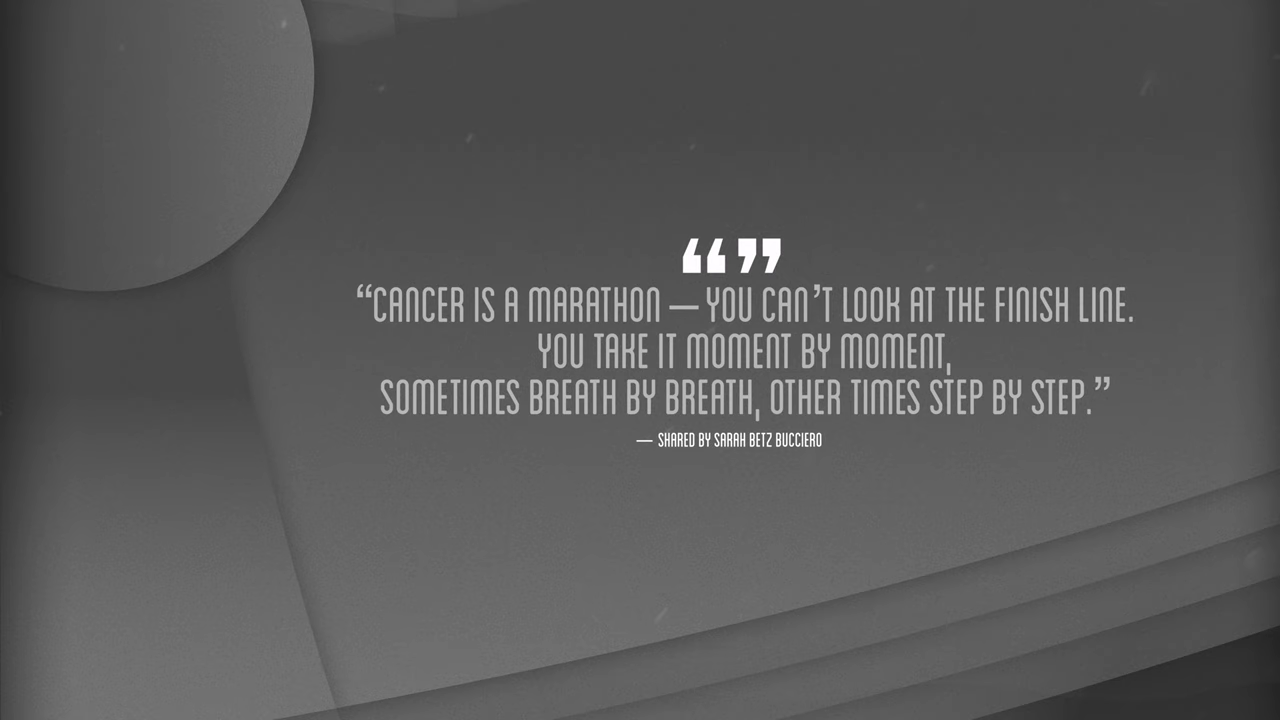 “”
“CANCER IS A MARATHON — YOU CAN’T LOOK AT THE FINISH LINE.
YOU TAKE IT MOMENT BY MOMENT,
SOMETIMES BREATH BY BREATH, OTHER TIMES STEP BY STEP.”
— SHARED BY SARAH BETZ BUCCIERO